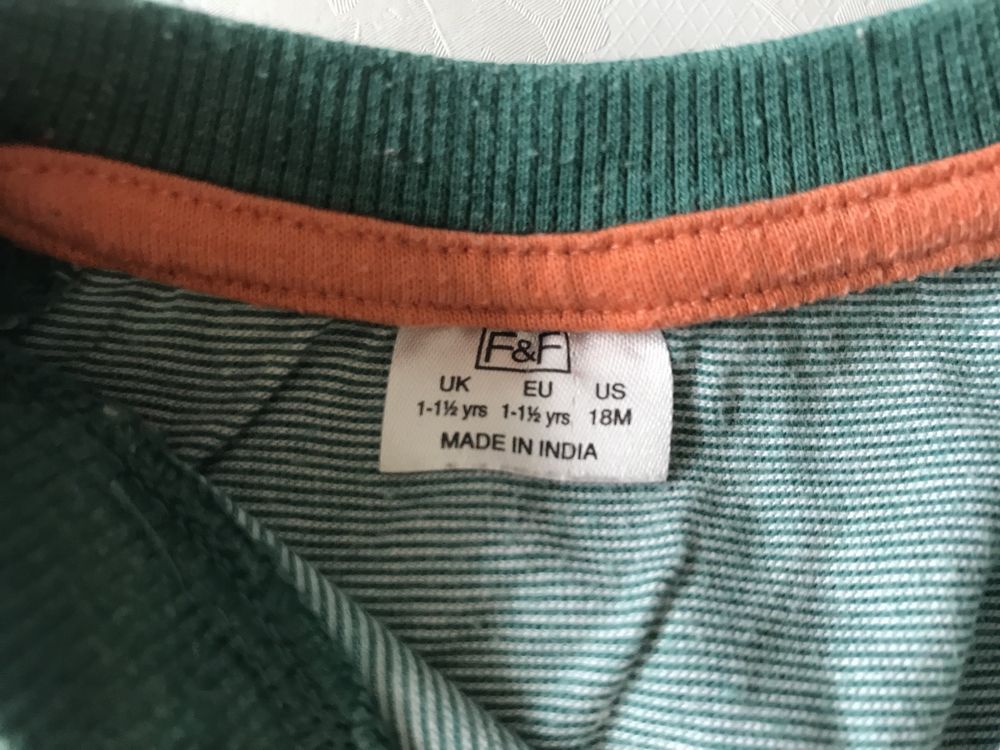 F&F
UK EU US
1-1½ yrs 1-1½ yrs 18M
MADE IN INDIA